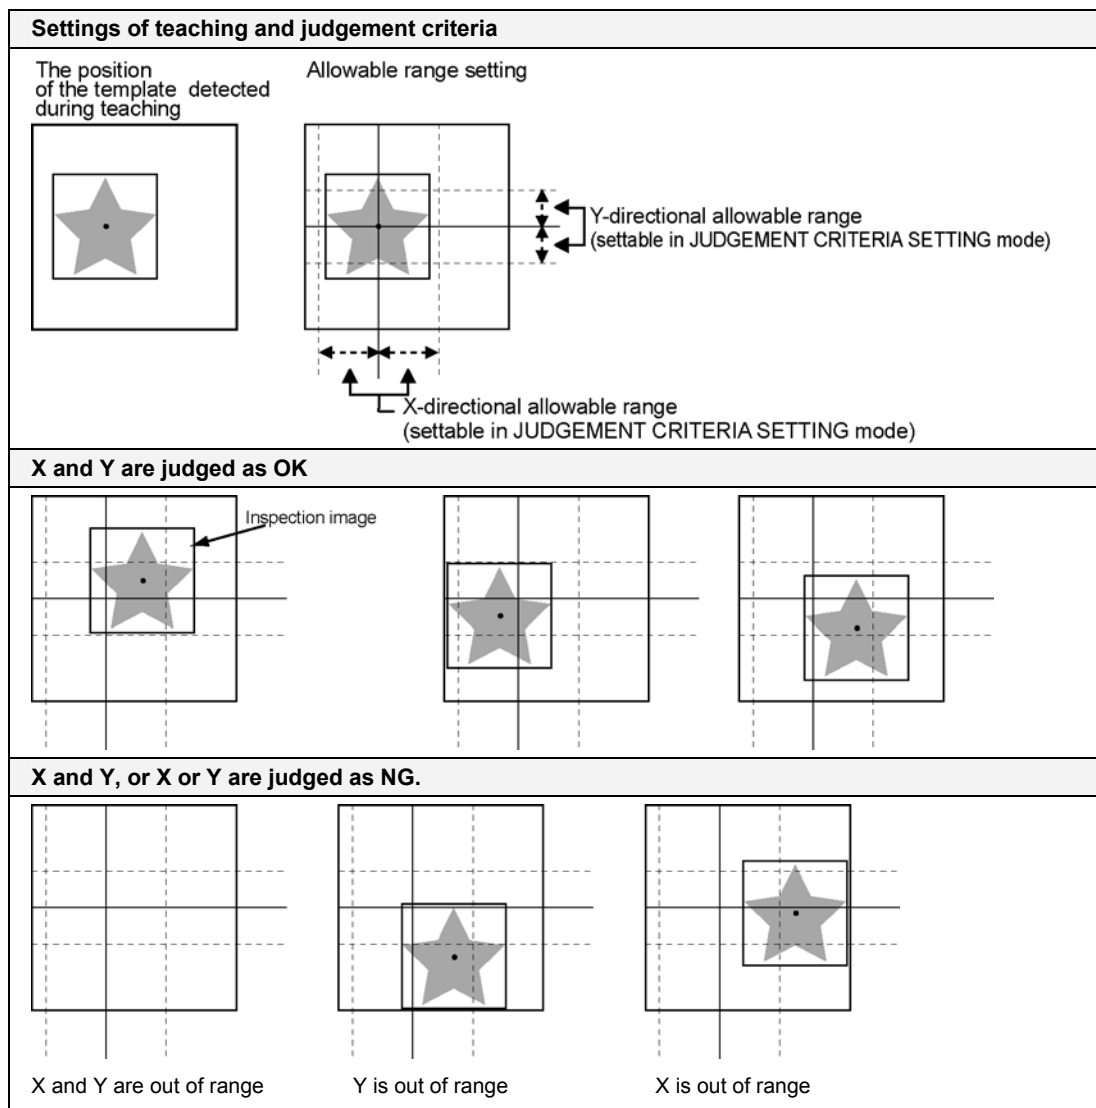 Settings of teaching and judgement criteria
The position
of the template detected
during teaching
Allowable range setting
Y-directional allowable range
(settable in JUDGEMENT CRITERIA SETTING mode)
X-directional allowable range
(settable in JUDGEMENT CRITERIA SETTING mode)
X and Y are judged as OK
Inspection image
X and Y, or X or Y are judged as NG.
X and Y are out of range
Y is out of range
X is out of range